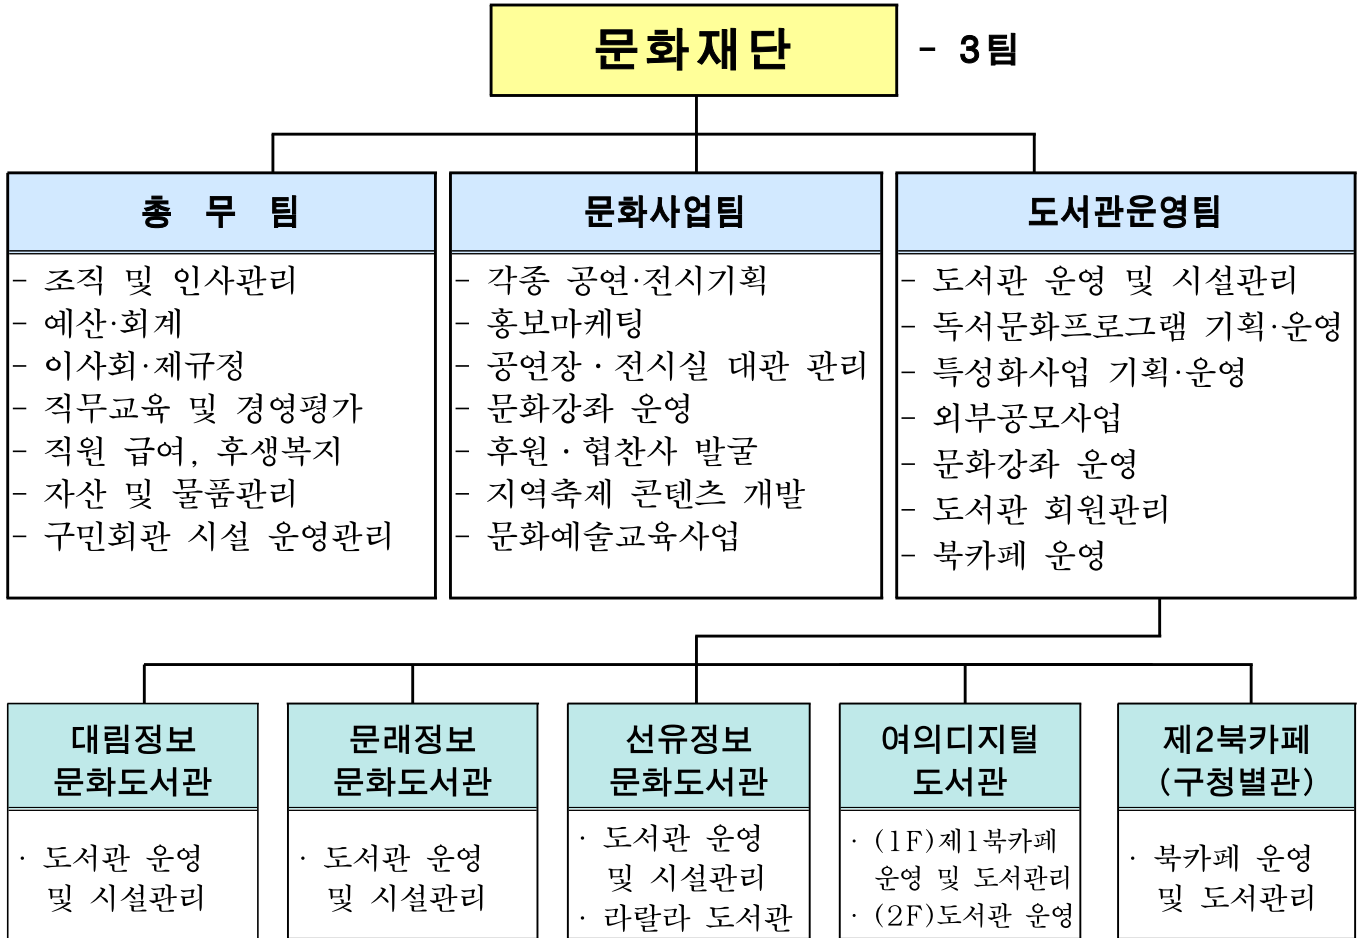 문화재단 - 3팀
총 무 팀
- 조직 및 인사관리
- 예산·회계
- 이사회·제규정
- 직무교육 및 경영평가
- 직원 급여, 후생복지
- 자산 및 물품관리
- 구민회관 시설 운영관리
문화사업팀
- 각종 공연·전시기획
- 홍보마케팅
- 공연장·전시실 대관 관리
- 문화강좌 운영
- 후원·협찬사 발굴
- 지역축제 콘텐츠 개발
- 문화예술교육사업
도서관운영팀
- 도서관 운영 및 시설관리
- 독서문화프로그램 기획·운영
- 특성화사업 기획·운영
- 외부공모사업
- 문화강좌 운영
- 도서관 회원관리
- 북카페 운영
대림정보
문화도서관
· 도서관 운영
및 시설관리
문래정보
문화도서관
· 도서관 운영
및 시설관리
선유정보
문화도서관
· 도서관 운영
및 시설관리
· 라랄라 도서관
여의디지털
도서관
· (1F)제1북카페
운영 및 도서관리
· (2F)도서관 운영
제2북카페
(구청별관)
· 북카페 운영
및 도서관리